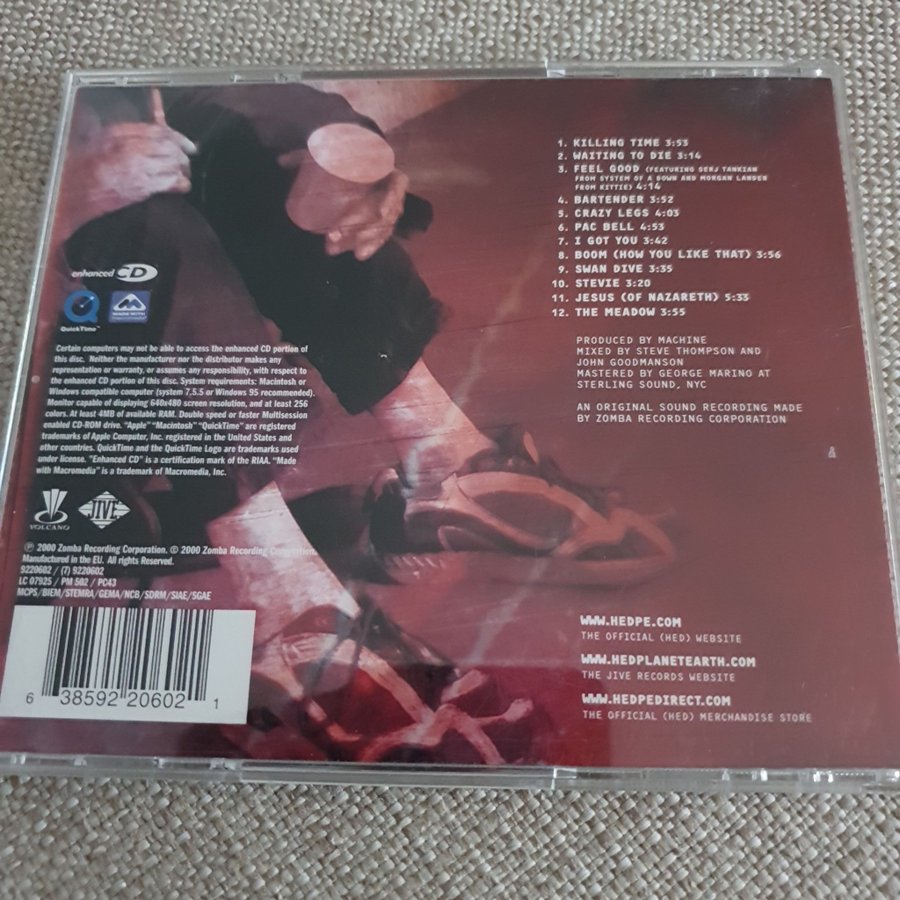 1. KILLING TIME 3:53
2. WAITING TO DIE 3:14
3. FEEL GOOD (FEATURING SERJ TANKIAN
FROM SYSTEM OF A DOWN AND MORGAN LANDER
FROM KITTIE) 4:14
4. BARTENDER 3:52
5. CRAZY LEGS 4:03
6. PAC BELL 4:53
7. I GOT YOU 3:42
8. BOOM (HOW YOU LIKE THAT) 3:56
9. SWAN DIVE 3:35
10. STEVIE 3:20
11. JESUS (OF NAZARETH) 5:33
12. THE MEADOW 3:55
PRODUCED BY MACHINE
MIXED BY STEVE THOMPSON AND
JOHN GOODMANSON
MASTERED BY GEORGE MARINO AT
STERLING SOUND, NYC
AN ORIGINAL SOUND RECORDING MADE
BY ZOMBA RECORDING CORPORATION
enhanced CD
QuickTime™
MADE WITH
Certain computers may not be able to access the enhanced CD portion of
this disc. Neither the manufacturer nor the distributor makes any
representation or warranty, or assumes any responsibility, with respect to
the enhanced CD portion of this disc. System requirements: Macintosh or
Windows compatible computer (system 7.5.5 or Windows 95 recommended).
Monitor capable of displaying 640x480 screen resolution, and at least 256
colors. At least 4MB of available RAM. Double speed or faster Multisession
enabled CD-ROM drive. "Apple" "Macintosh" "QuickTime" are registered
trademarks of Apple Computer, Inc. registered in the United States and
other countries. QuickTime and the QuickTime Logo are trademarks used
under license. "Enhanced CD" is a certification mark of the RIAA. "Made
with Macromedia" is a trademark of Macromedia, Inc.
VOLCANO
JIVE
℗ 2000 Zomba Recording Corporation. © 2000 Zomba Recording Corporation.
Manufactured in the EU. All rights Reserved.
9220602 / (7) 9220602
LC 07925 / PM 502 / PC43
MCPS/BIEM/STEMRA/GEMA/NCB/SDRM/SIAE/SGAE
6 38592 20602 1
WWW.HEDPE.COM
THE OFFICIAL (HED) WEBSITE
WWW.HEDPLANETEARTH.COM
THE JIVE RECORDS WEBSITE
WWW.HEDPEDIRECT.COM
THE OFFICIAL (HED) MERCHANDISE STORE